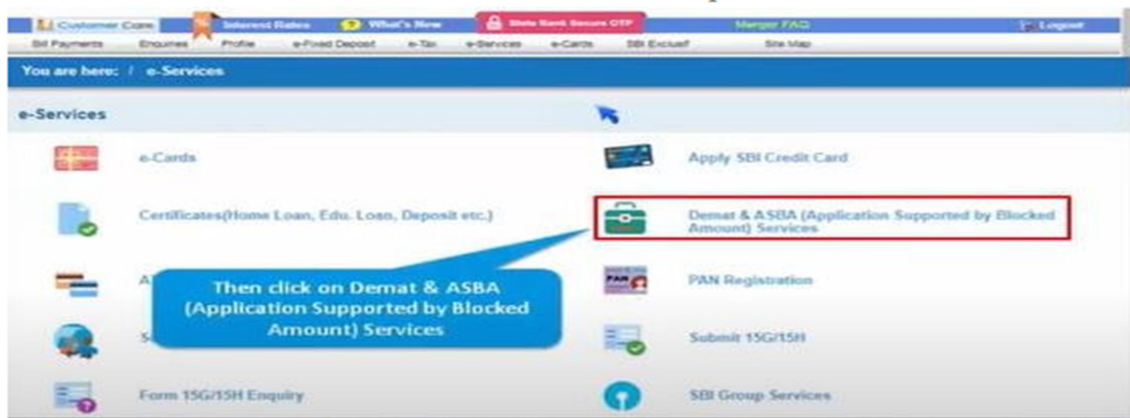 Customer Care % Interest Rates ? What's New State Bank Secure OTP Merger FAQ Logout
Bill Payments Enquiries Profile e-Fixed Deposit e-Tax e-Services e-Cards SBI Exclusif Site Map
You are here: / e-Services
e-Services
e-Cards Apply SBI Credit Card
Certificates(Home Loan, Edu. Loan, Deposit etc.) Demat & ASBA (Application Supported by Blocked
Amount) Services
A
Then click on Demat & ASBA
(Application Supported by Blocked
Amount) Services
PAN PAN Registration
S
Submit 15G/15H
Form 15G/15H Enquiry SBI Group Services